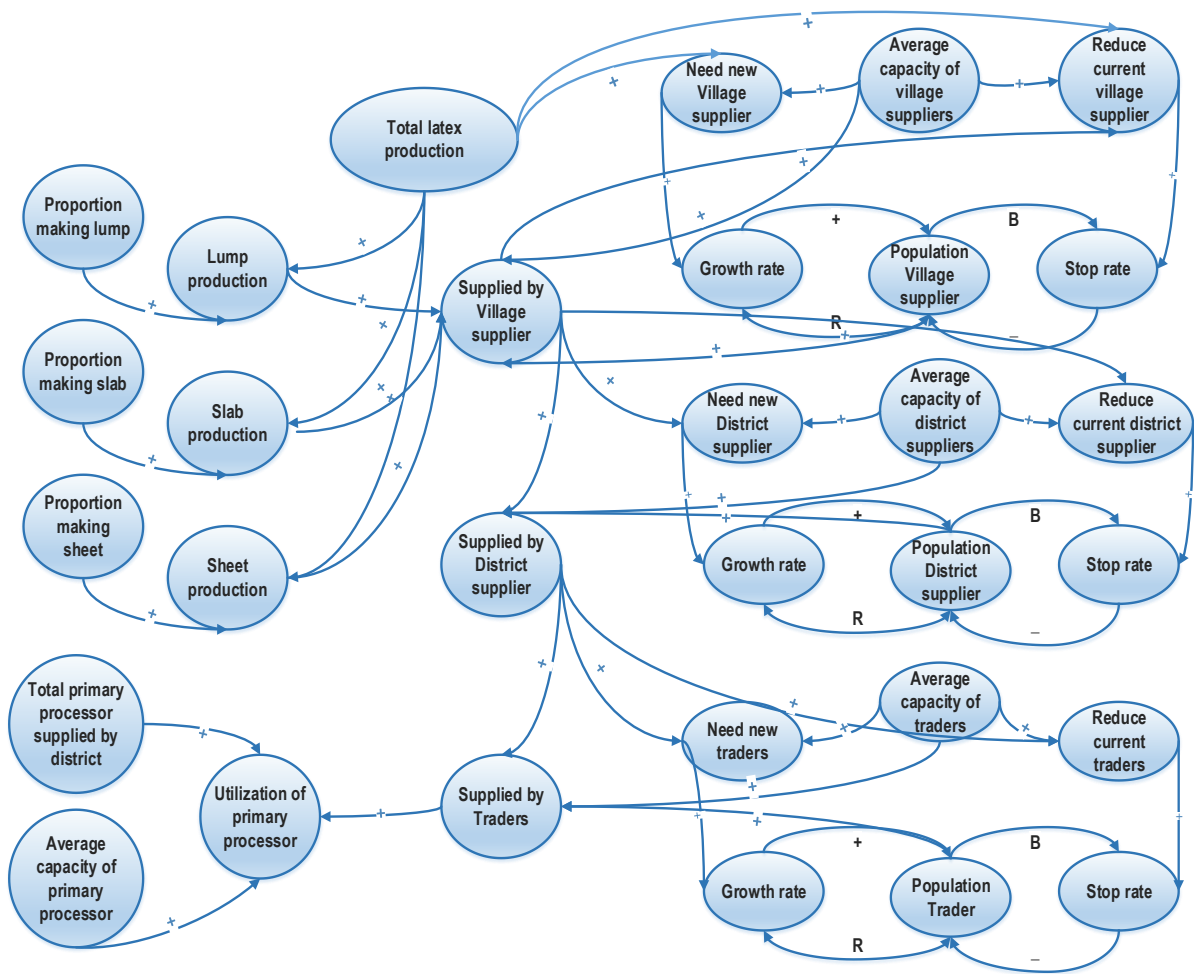 Total latex
production
Need new
Village
supplier
Average
capacity of
village
suppliers
Reduce
current
village
supplier
+
+
+
+
+
+
+
+
+
Proportion
making lump
Lump
production
Supplied by
Village
supplier
Growth rate
Population
Village
supplier
Stop rate
+
B
R
+
–
+
+
+
+
Proportion
making slab
Slab
production
Need new
District
supplier
Average
capacity of
district
suppliers
Reduce
current district
supplier
+
+
+
+
+
+
+
+
+
+
Proportion
making
sheet
Sheet
production
Supplied by
District
supplier
Growth rate
Population
District
supplier
Stop rate
+
+
+
B
R
–
+
Total primary
processor
supplied by
district
Need new
traders
Average
capacity of
traders
Reduce
current
traders
+
+
+
+
+
+
+
+
+
Utilization of
primary
processor
Supplied by
Traders
+
+
Average
capacity of
primary
processor
+
Growth rate
Population
Trader
Stop rate
+
B
R
–